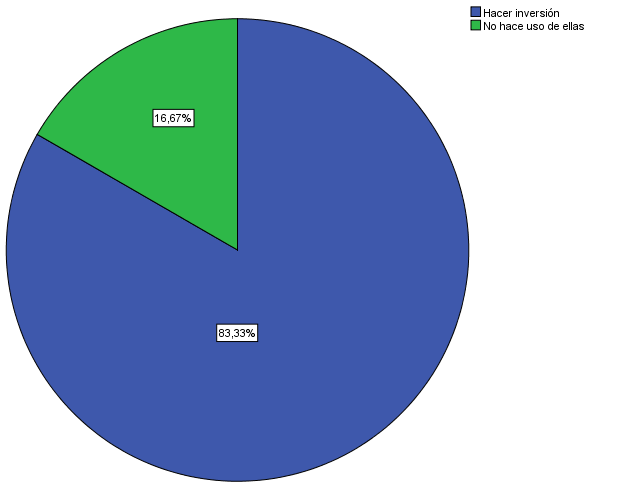 Hacer inversión
No hace uso de ellas
16,67%
83,33%